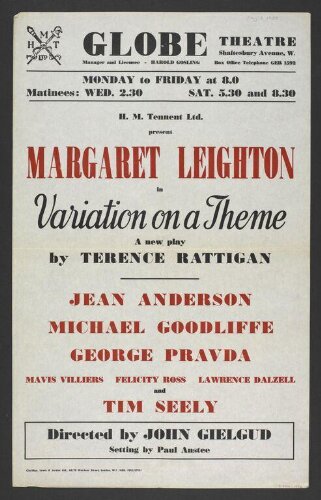 H M T
GLOBE THEATRE
Shaftesbury Avenue, W.
Manager and Licensee - HAROLD GOSLING
Box Office Telephone GER 1592
MONDAY to FRIDAY at 8.0
Matinees: WED. 2.30 SAT. 5.30 and 8.30
H. M. Tennent Ltd.
present
MARGARET LEIGHTON
in
Variation on a Theme
A new play
by TERENCE RATTIGAN
JEAN ANDERSON
MICHAEL GOODLIFFE
GEORGE PRAVDA
MAVIS VILLIERS FELICITY ROSS LAWRENCE DALZELL
and
TIM SEELY
Directed by JOHN GIELGUD
Setting by Paul Anstee